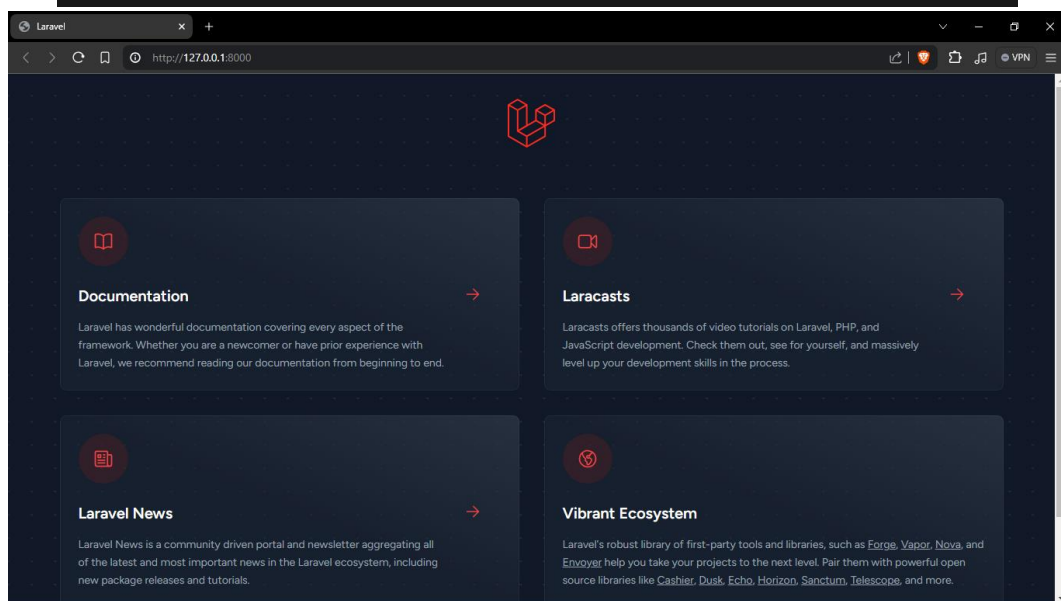 Laravel
http://127.0.0.1:8000
VPN
Documentation
Laravel has wonderful documentation covering every aspect of the
framework. Whether you are a newcomer or have prior experience with
Laravel, we recommend reading our documentation from beginning to end.
Laracasts
Laracasts offers thousands of video tutorials on Laravel, PHP, and
JavaScript development. Check them out, see for yourself, and massively
level up your development skills in the process.
Laravel News
Laravel News is a community driven portal and newsletter aggregating all
of the latest and most important news in the Laravel ecosystem, including
new package releases and tutorials.
Vibrant Ecosystem
Laravel's robust library of first-party tools and libraries, such as Forge, Vapor, Nova, and
Envoyer help you take your projects to the next level. Pair them with powerful open
source libraries like Cashier, Dusk, Echo, Horizon, Sanctum, Telescope, and more.